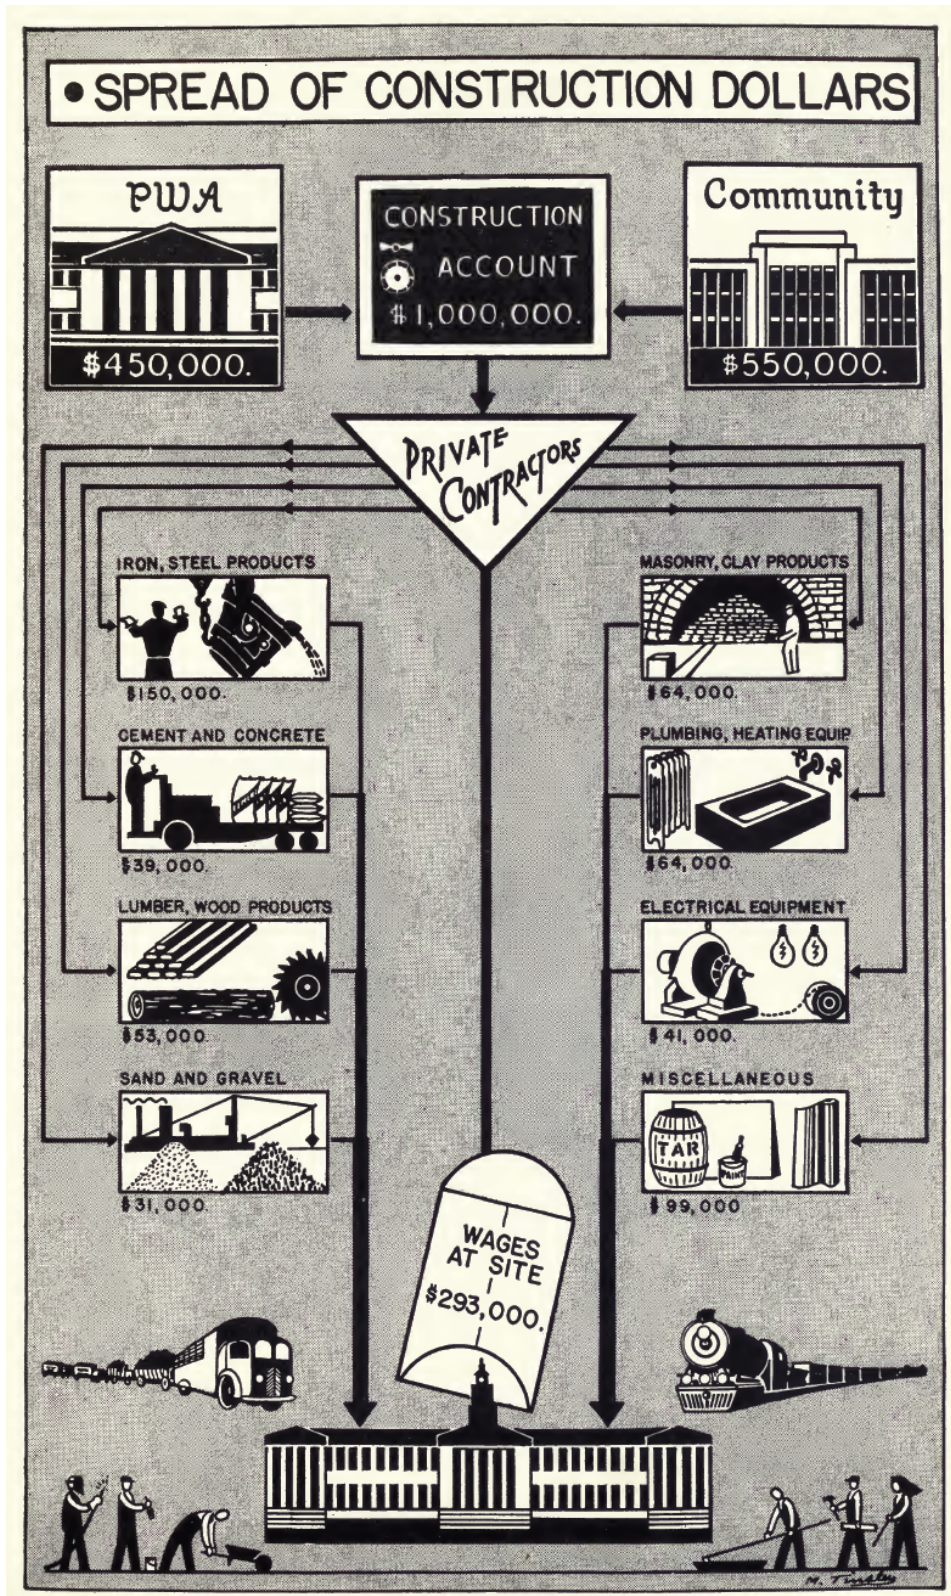 • SPREAD OF CONSTRUCTION DOLLARS
PWA
$450,000.
CONSTRUCTION
ACCOUNT
$1,000,000.
Community
$550,000.
PRIVATE
CONTRACTORS
IRON, STEEL PRODUCTS
$150,000.
CEMENT AND CONCRETE
$39,000.
LUMBER, WOOD PRODUCTS
$53,000.
SAND AND GRAVEL
$31,000.
MASONRY, CLAY PRODUCTS
$64,000.
PLUMBING, HEATING EQUIP.
$64,000.
ELECTRICAL EQUIPMENT
$41,000.
MISCELLANEOUS
TAR
PAINT
$99,000
WAGES
AT SITE
$293,000.
M. Tinsley